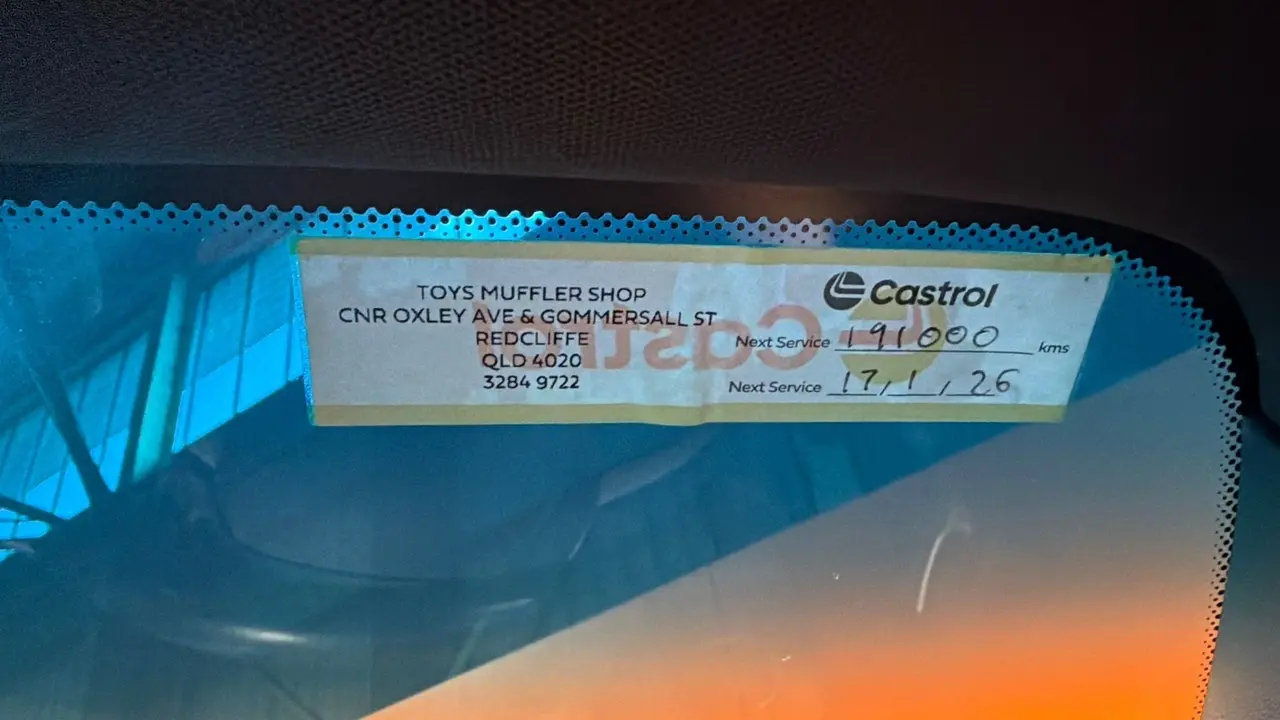 TOYS MUFFLER SHOP
CNR OXLEY AVE & GOMMERSALL ST
REDCLIFFE
QLD 4020
3284 9722
Castrol
Next Service 191000 kms
Next Service 17/1/26
Castrol